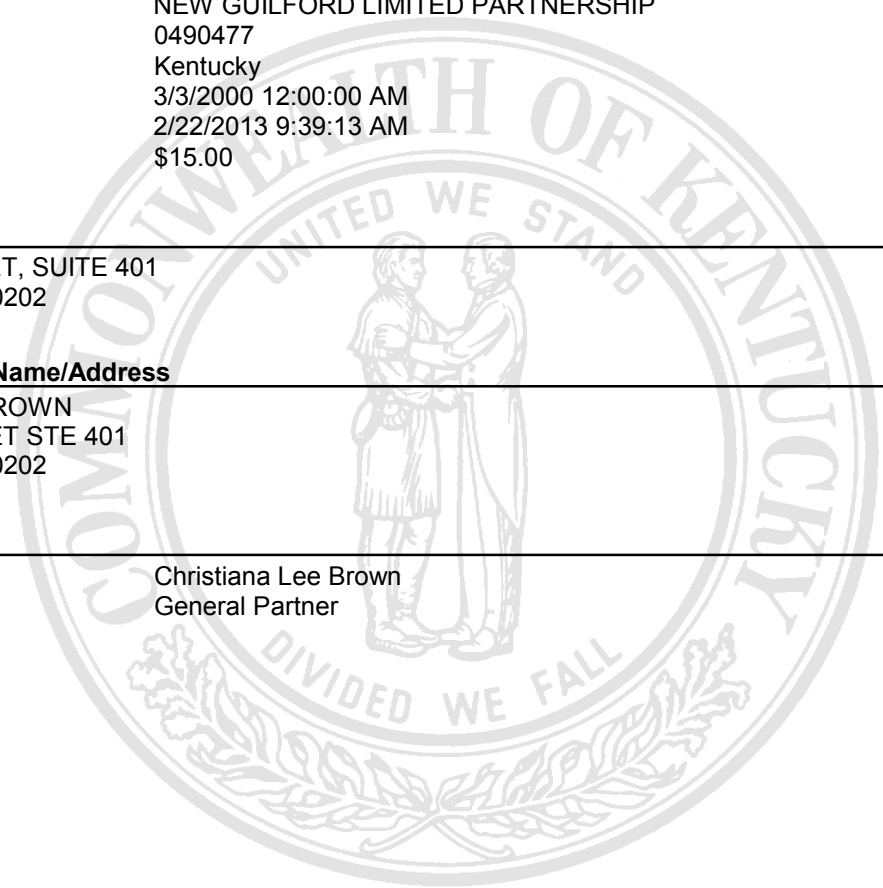 NEW GUILFORD LIMITED PARTNERSHIP
0490477
Kentucky
3/3/2000 12:00:00 AM
2/22/2013 9:39:13 AM
$15.00
T, SUITE 401
0202
Name/Address
ROWN
ET STE 401
0202
Christiana Lee Brown
General Partner
COMMONWEALTH OF KENTUCKY
UNITED WE STAND
DIVIDED WE FALL